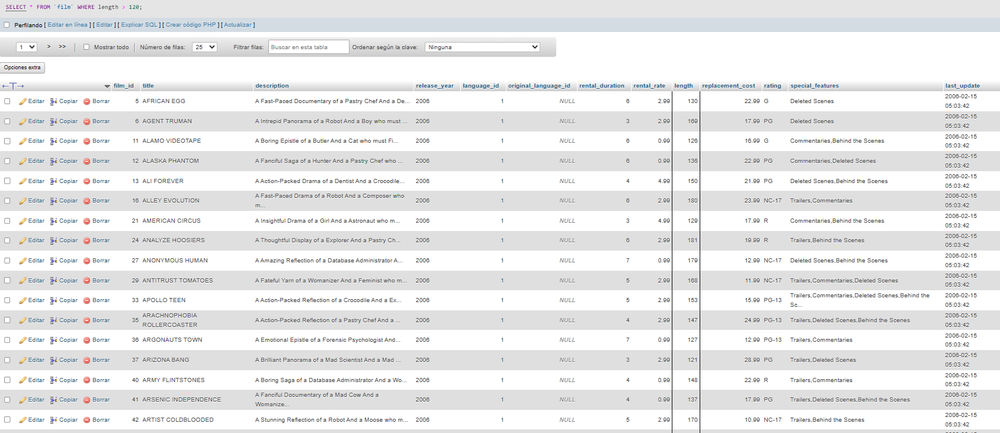 SELECT * FROM `film` WHERE length > 120;
Perfilando [ Editar en línea ] [ Editar ] [ Explicar SQL ] [ Crear código PHP ] [ Actualizar ]
1 > >> | Mostrar todo | Número de filas: 25 Filtrar filas: Buscar en esta tabla Ordenar según la clave: Ninguna
Opciones extra
←T→ film_id title description release_year language_id original_language_id rental_duration rental_rate length replacement_cost rating special_features last_update
Editar Copiar Borrar 5 AFRICAN EGG A Fast-Paced Documentary of a Pastry Chef And a De... 2006 1 NULL 6 2.99 130 22.99 G Deleted Scenes 2006-02-15 05:03:42
Editar Copiar Borrar 6 AGENT TRUMAN A Intrepid Panorama of a Robot And a Boy who must ... 2006 1 NULL 3 2.99 169 17.99 PG Deleted Scenes 2006-02-15 05:03:42
Editar Copiar Borrar 11 ALAMO VIDEOTAPE A Boring Epistle of a Butler And a Cat who must Fi... 2006 1 NULL 6 0.99 126 16.99 G Commentaries,Behind the Scenes 2006-02-15 05:03:42
Editar Copiar Borrar 12 ALASKA PHANTOM A Fanciful Saga of a Hunter And a Pastry Chef who ... 2006 1 NULL 6 0.99 136 22.99 PG Commentaries,Deleted Scenes 2006-02-15 05:03:42
Editar Copiar Borrar 13 ALI FOREVER A Action-Packed Drama of a Dentist And a Crocodile... 2006 1 NULL 4 4.99 150 21.99 PG Deleted Scenes,Behind the Scenes 2006-02-15 05:03:42
Editar Copiar Borrar 16 ALLEY EVOLUTION A Fast-Paced Drama of a Robot And a Composer who m... 2006 1 NULL 6 2.99 180 23.99 NC-17 Trailers,Commentaries 2006-02-15 05:03:42
Editar Copiar Borrar 21 AMERICAN CIRCUS A Insightful Drama of a Girl And a Astronaut who m... 2006 1 NULL 3 4.99 129 17.99 R Commentaries,Behind the Scenes 2006-02-15 05:03:42
Editar Copiar Borrar 24 ANALYZE HOOSIERS A Thoughtful Display of a Explorer And a Pastry Ch... 2006 1 NULL 6 2.99 181 19.99 R Trailers,Behind the Scenes 2006-02-15 05:03:42
Editar Copiar Borrar 27 ANONYMOUS HUMAN A Amazing Reflection of a Database Administrator A... 2006 1 NULL 7 0.99 179 12.99 NC-17 Deleted Scenes,Behind the Scenes 2006-02-15 05:03:42
Editar Copiar Borrar 29 ANTITRUST TOMATOES A Fateful Yarn of a Womanizer And a Feminist who m... 2006 1 NULL 5 2.99 168 11.99 NC-17 Trailers,Commentaries,Deleted Scenes 2006-02-15 05:03:42
Editar Copiar Borrar 33 APOLLO TEEN A Action-Packed Reflection of a Crocodile And a Ex... 2006 1 NULL 5 2.99 153 15.99 PG-13 Trailers,Commentaries,Deleted Scenes,Behind the Sc... 2006-02-15 05:03:42
Editar Copiar Borrar 35 ARACHNOPHOBIA ROLLERCOASTER A Action-Packed Reflection of a Pastry Chef And a ... 2006 1 NULL 4 2.99 147 24.99 PG-13 Trailers,Deleted Scenes,Behind the Scenes 2006-02-15 05:03:42
Editar Copiar Borrar 36 ARGONAUTS TOWN A Emotional Epistle of a Forensic Psychologist And... 2006 1 NULL 7 0.99 127 12.99 PG-13 Trailers,Commentaries 2006-02-15 05:03:42
Editar Copiar Borrar 37 ARIZONA BANG A Brilliant Panorama of a Mad Scientist And a Mad ... 2006 1 NULL 3 2.99 121 28.99 PG Trailers,Deleted Scenes 2006-02-15 05:03:42
Editar Copiar Borrar 40 ARMY FLINTSTONES A Boring Saga of a Database Administrator And a Wo... 2006 1 NULL 4 0.99 148 22.99 R Trailers,Commentaries 2006-02-15 05:03:42
Editar Copiar Borrar 41 ARSENIC INDEPENDENCE A Fanciful Documentary of a Mad Cow And a Womanize... 2006 1 NULL 4 0.99 137 17.99 PG Trailers,Deleted Scenes,Behind the Scenes 2006-02-15 05:03:42
Editar Copiar Borrar 42 ARTIST COLDBLOODED A Stunning Reflection of a Robot And a Moose who m... 2006 1 NULL 5 2.99 170 10.99 NC-17 Trailers,Behind the Scenes 2006-02-15 05:03:42